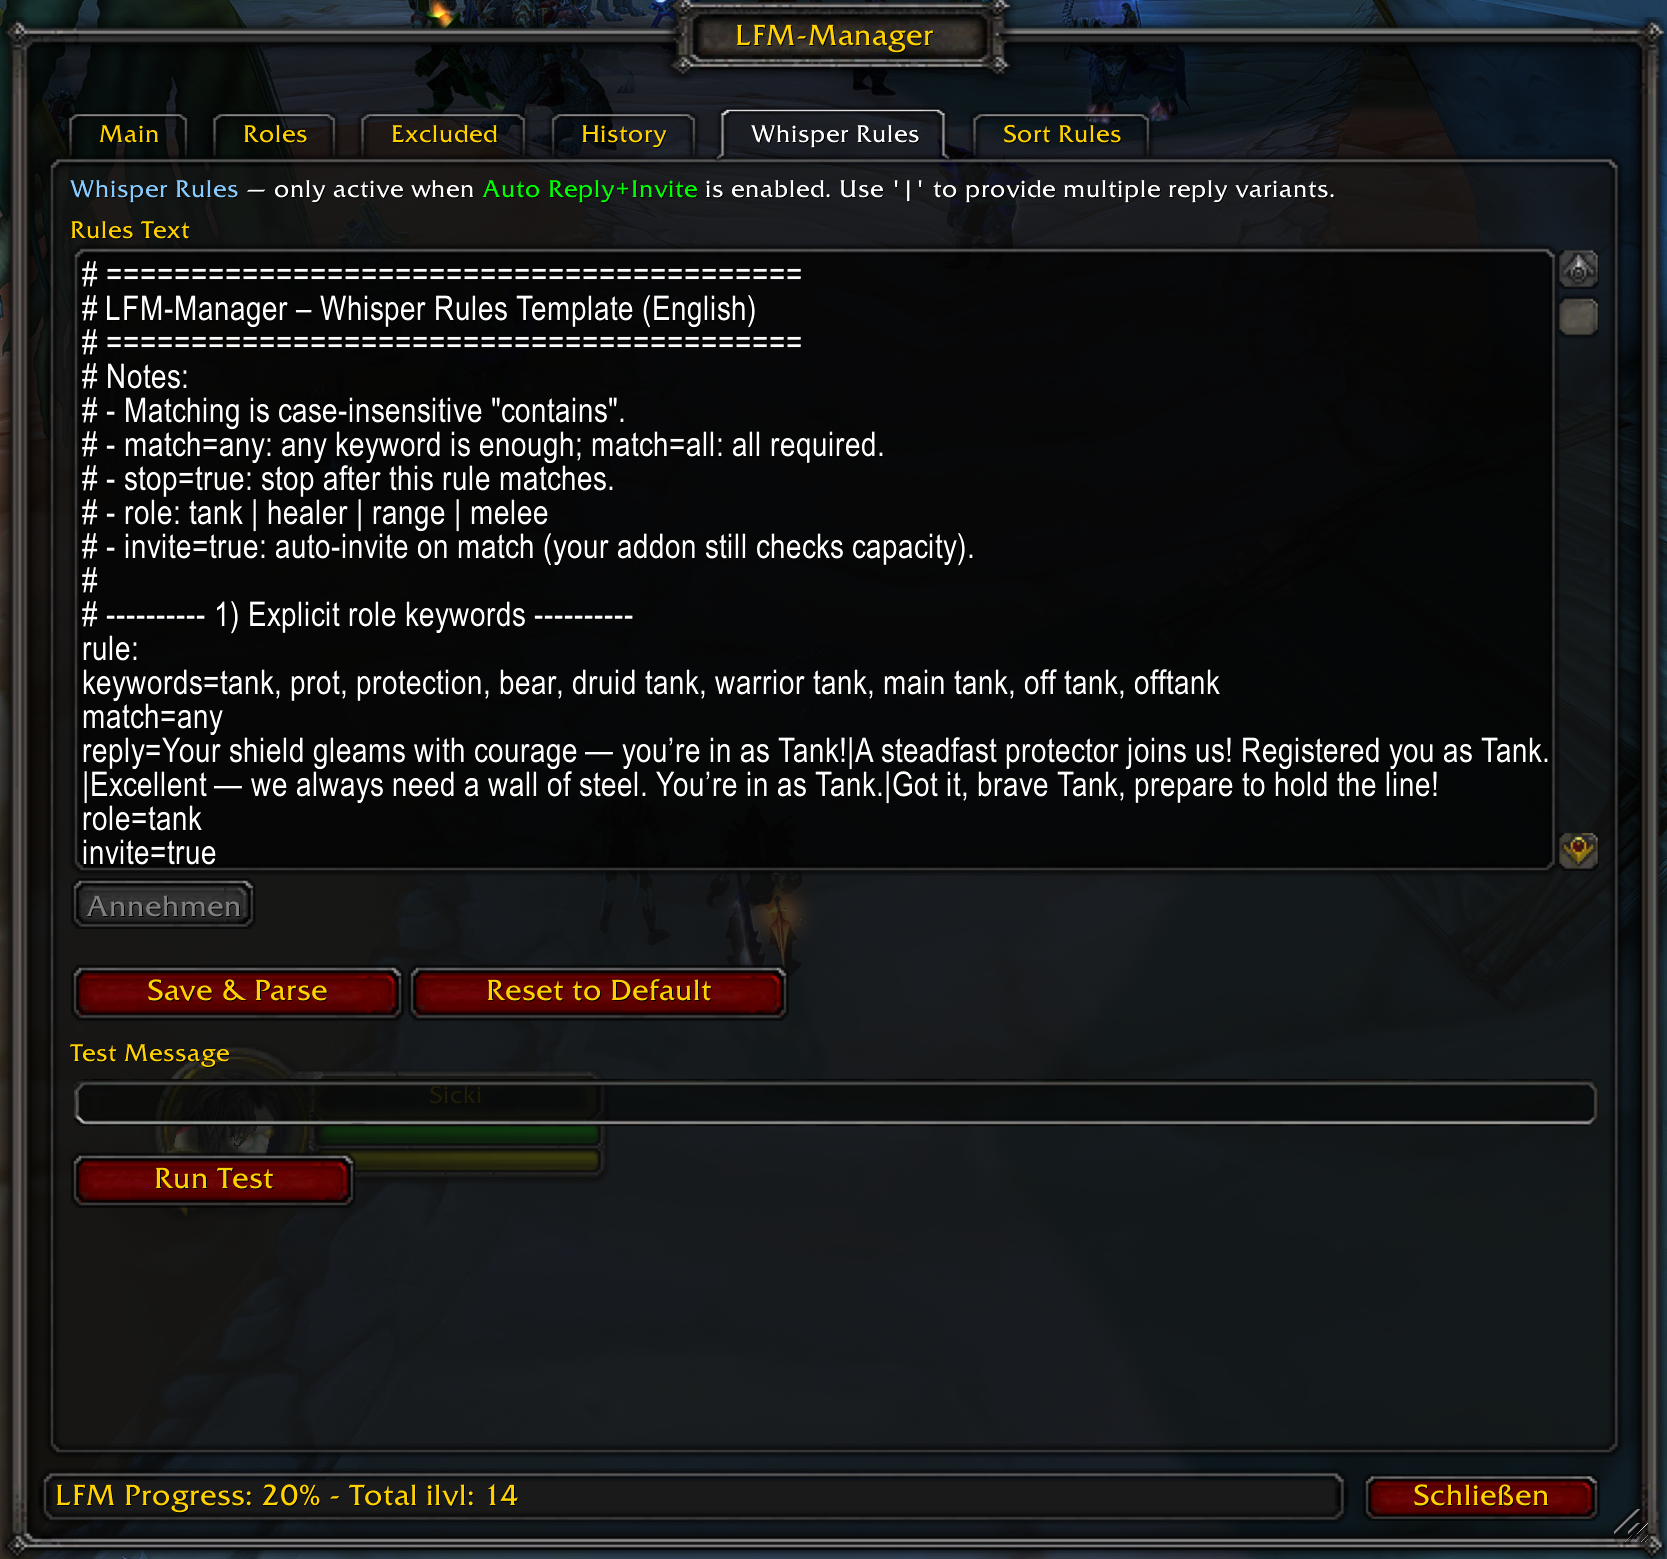 LFM-Manager
Main
Roles
Excluded
History
Whisper Rules
Sort Rules
Whisper Rules — only active when Auto Reply+Invite is enabled. Use '|' to provide multiple reply variants.
Rules Text
# =========================================
# LFM-Manager – Whisper Rules Template (English)
# =========================================
# Notes:
# - Matching is case-insensitive "contains".
# - match=any: any keyword is enough; match=all: all required.
# - stop=true: stop after this rule matches.
# - role: tank | healer | range | melee
# - invite=true: auto-invite on match (your addon still checks capacity).
#
# ---------- 1) Explicit role keywords ----------
rule:
keywords=tank, prot, protection, bear, druid tank, warrior tank, main tank, off tank, offtank
match=any
reply=Your shield gleams with courage — you’re in as Tank!|A steadfast protector joins us! Registered you as Tank.
|Excellent — we always need a wall of steel. You’re in as Tank.|Got it, brave Tank, prepare to hold the line!
role=tank
invite=true
Annehmen
Save & Parse
Reset to Default
Test Message
Sicki
Run Test
LFM Progress: 20% - Total ilvl: 14
Schließen